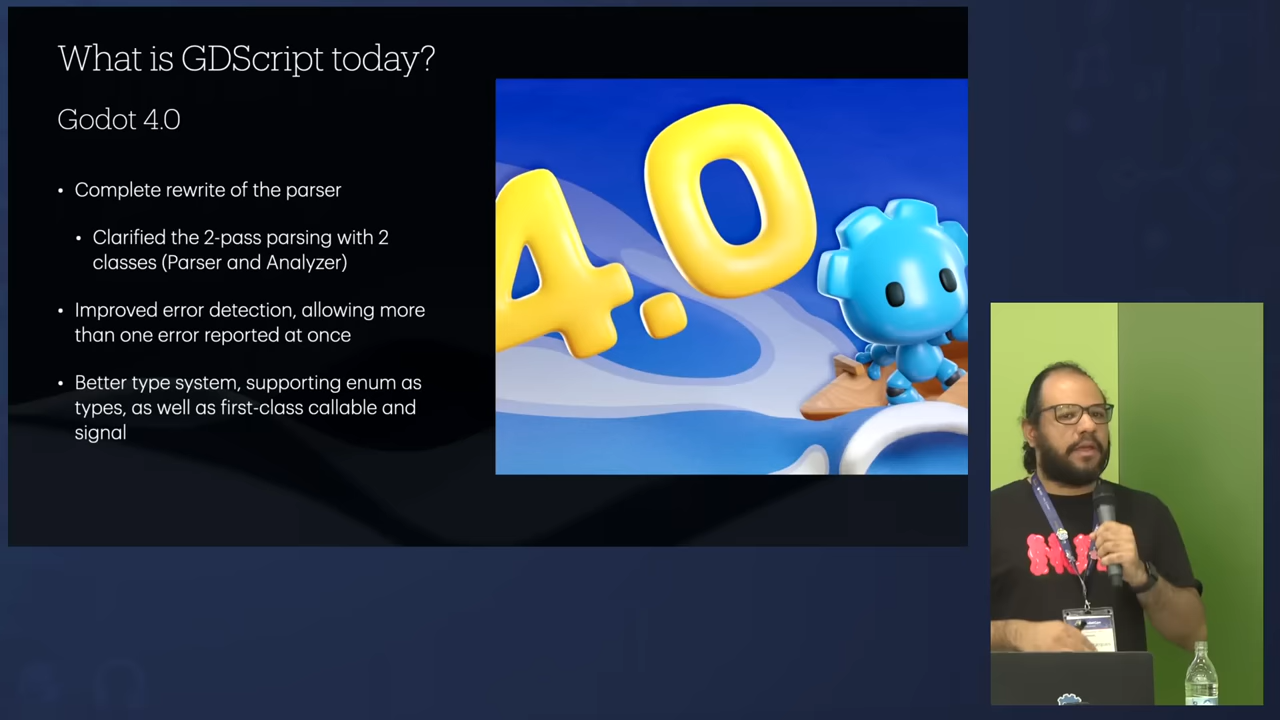 What is GDScript today?
Godot 4.0
• Complete rewrite of the parser
• Clarified the 2-pass parsing with 2
classes (Parser and Analyzer)
• Improved error detection, allowing more
than one error reported at once
• Better type system, supporting enum as
types, as well as first-class callable and
signal
4.0